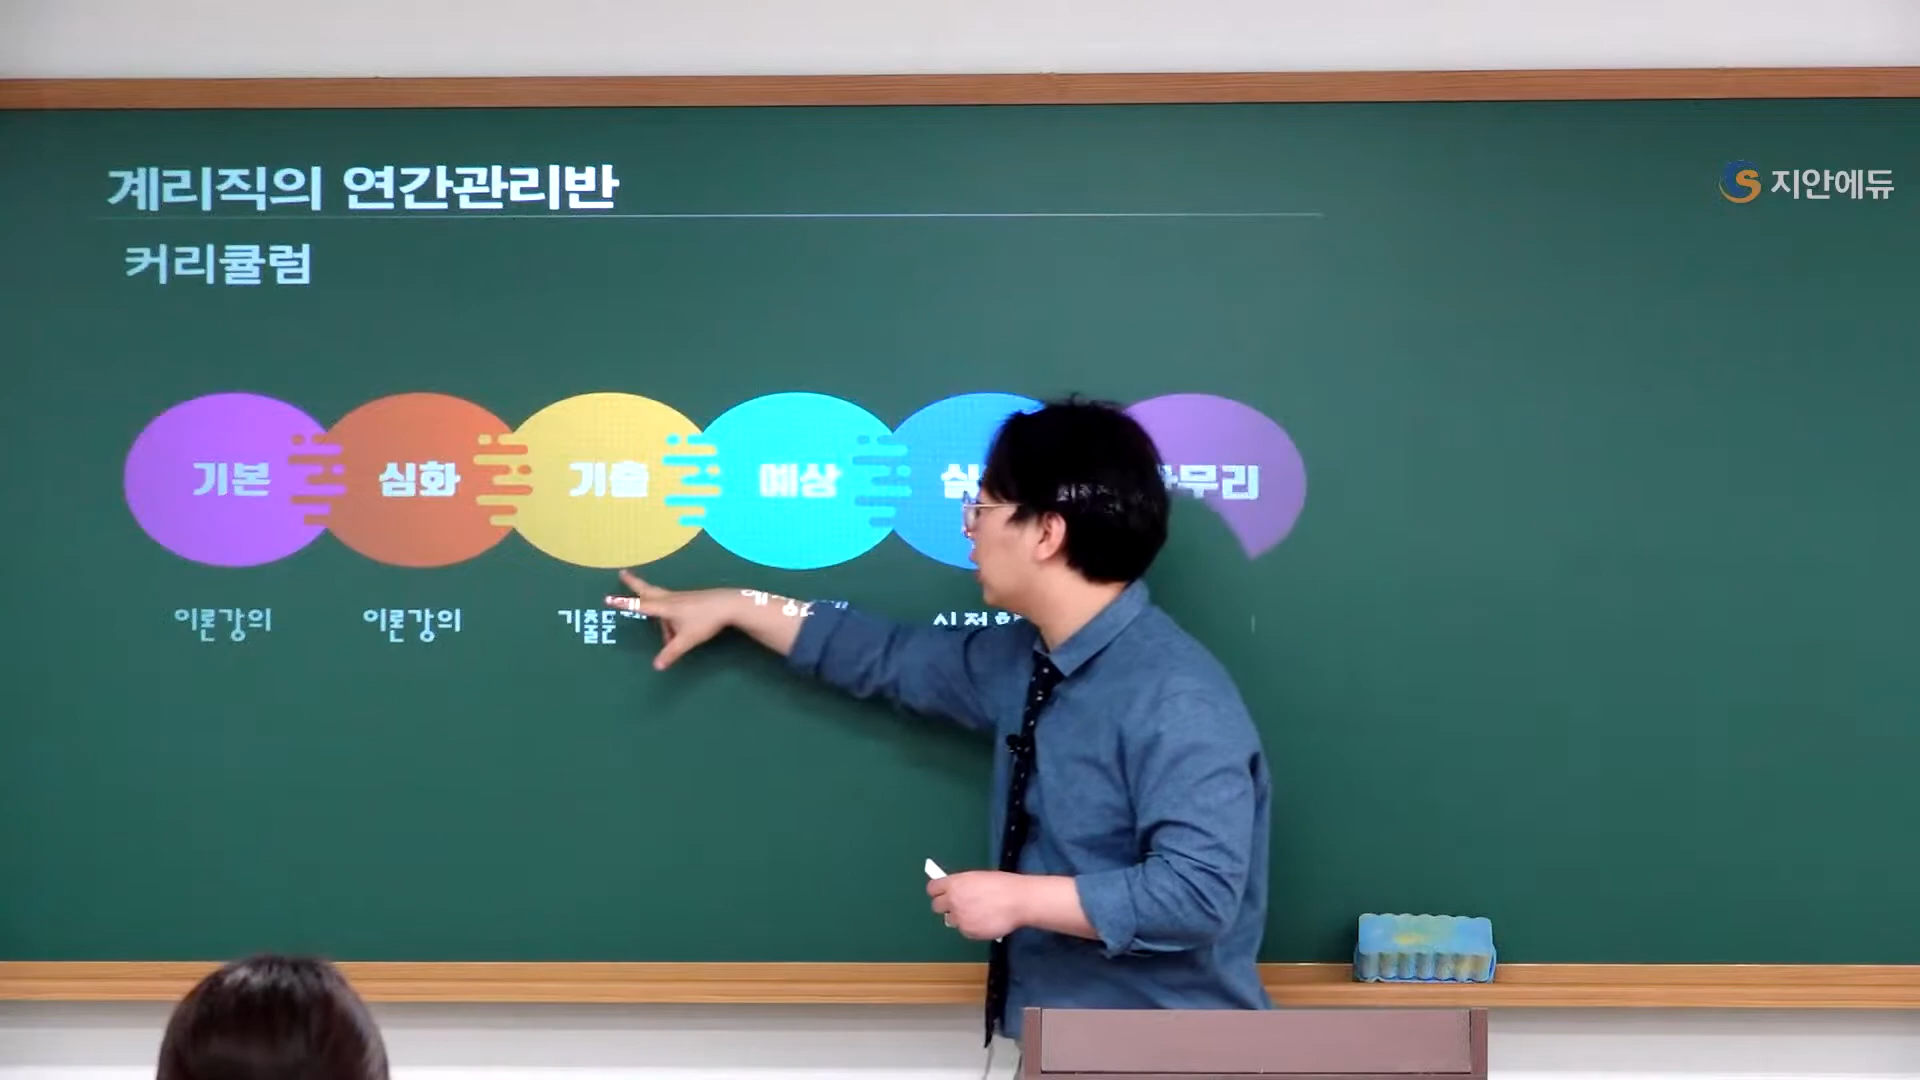 계리직의 연간관리반
지안에듀
커리큘럼
기본
심화
기출
예상
이론강의
이론강의